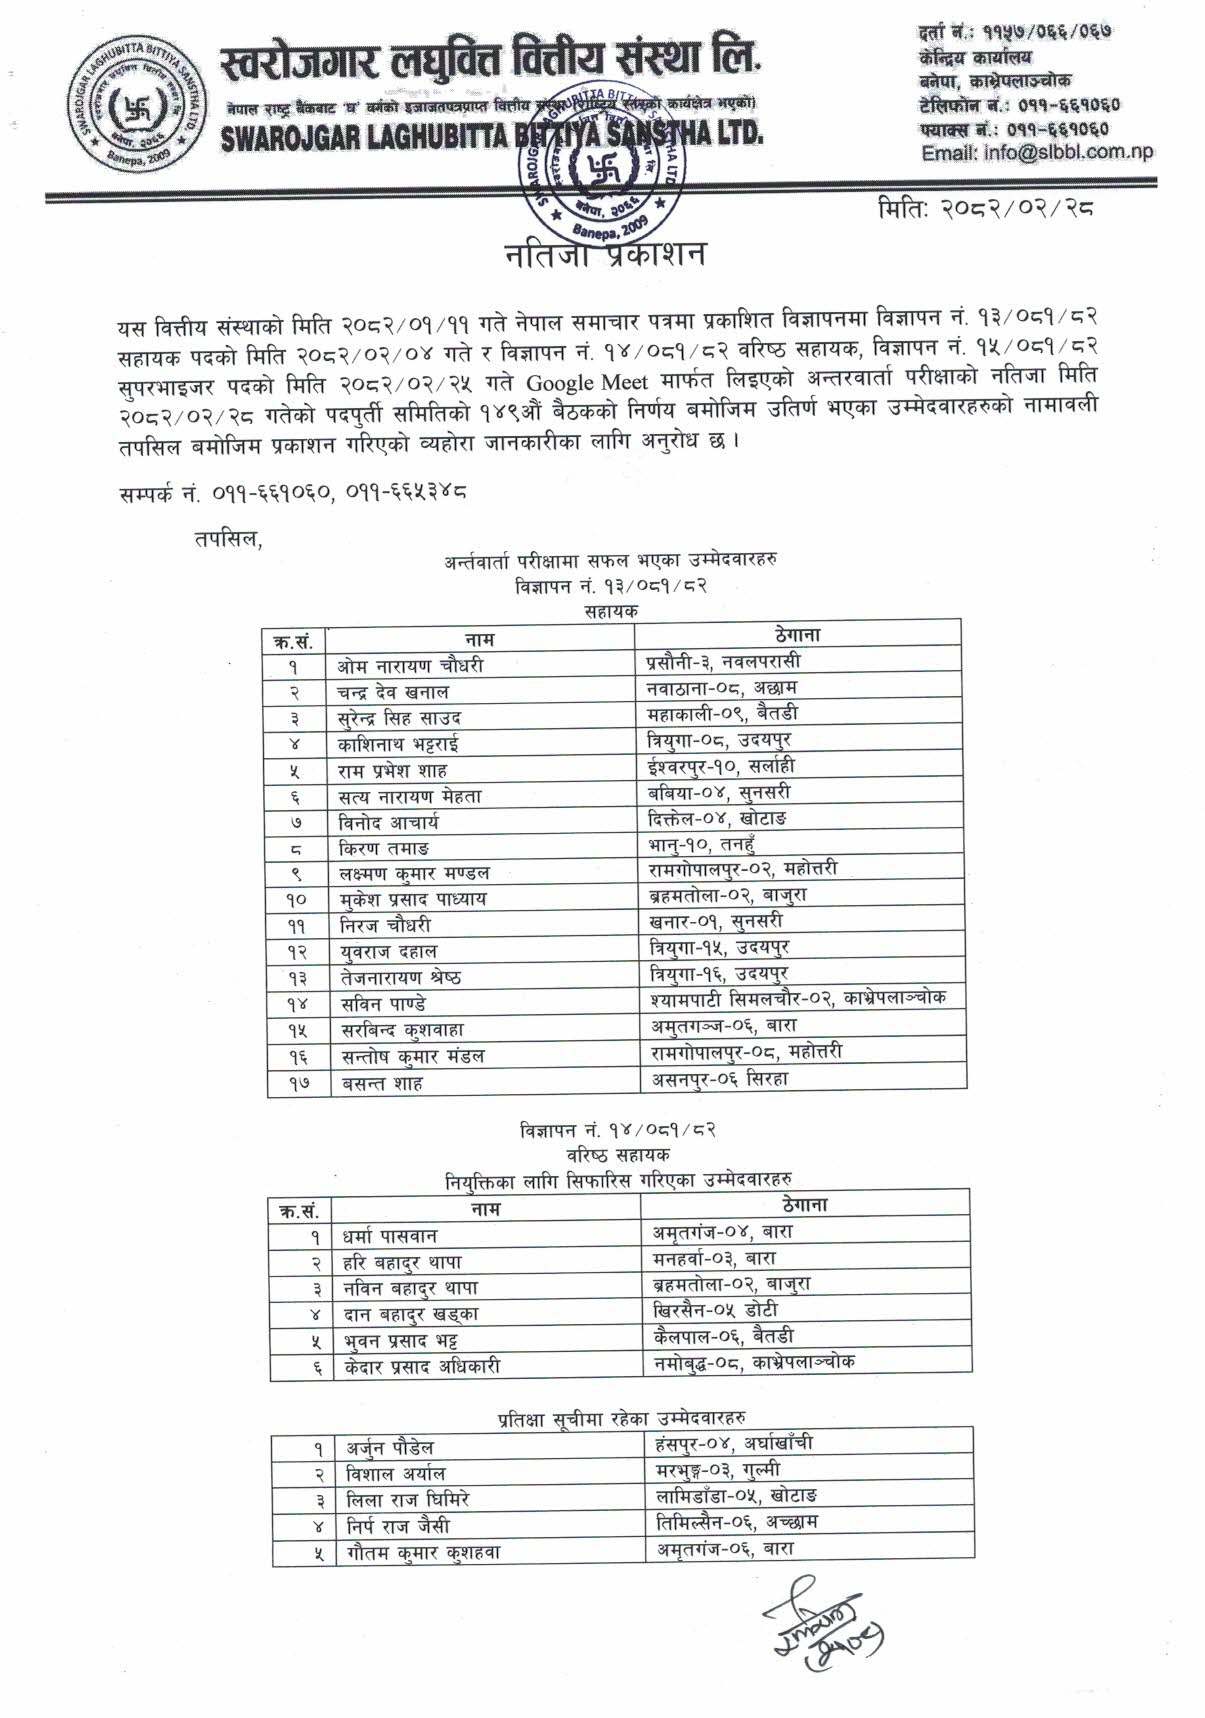 स्वरोजगार लघुवित्त वित्तीय संस्था लि.
नेपाल राष्ट्र बैंकबाट 'घ' वर्गको इजाजतपत्रप्राप्त वित्तीय संस्था (राष्ट्रिय स्तरको कार्यक्षेत्र भएको)
SWAROJGAR LAGHUBITTA BITTIYA SANSTHA LTD.
SWAROJGAR LAGHUBITTA BITTIYA SANSTHA LTD.
बनेपा, २०६६
Banepa, 2009
दर्ता नं.: ११५७/०६६/०६७
केन्द्रिय कार्यालय
बनेपा, काभ्रेपलाञ्चोक
टेलिफोन नं.: ०११-६६१०६०
फ्याक्स नं.: ०११-६६१०६०
Email: info@slbbl.com.np
SWAROJGAR LAGHUBITTA BITTIYA SANSTHA LTD.
बनेपा, २०६६
Banepa, 2009
मितिः २०८२/०२/२८
नतिजा प्रकाशन
यस वित्तीय संस्थाको मिति २०८२/०१/११ गते नेपाल समाचार पत्रमा प्रकाशित विज्ञापनमा विज्ञापन नं. १३/०८१/८२
सहायक पदको मिति २०८२/०२/०४ गते र विज्ञापन नं. १४/०८१/८२ वरिष्ठ सहायक, विज्ञापन नं. १५/०८१/८२
सुपरभाइजर पदको मिति २०८२/०२/२५ गते Google Meet मार्फत लिइएको अन्तरवार्ता परीक्षाको नतिजा मिति
२०८२/०२/२८ गतेको पदपुर्ती समितिको १४९औं बैठकको निर्णय बमोजिम उतिर्ण भएका उम्मेदवारहरुको नामावली
तपसिल बमोजिम प्रकाशन गरिएको व्यहोरा जानकारीका लागि अनुरोध छ ।
सम्पर्क नं. ०११-६६१०६०, ०११-६६५३४८
तपसिल,
अर्न्तवार्ता परीक्षामा सफल भएका उम्मेदवारहरु
विज्ञापन नं. १३/०८१/८२
सहायक
क्र.सं. नाम ठेगाना
१ ओम नारायण चौधरी प्रसौनी-३, नवलपरासी
२ चन्द्र देव खनाल नवाठाना-०८, अछाम
३ सुरेन्द्र सिह साउद महाकाली-०९, बैतडी
४ काशिनाथ भट्टराई त्रियुगा-०८, उदयपुर
५ राम प्रभेश शाह ईश्वरपुर-१०, सर्लाही
६ सत्य नारायण मेहता बबिया-०४, सुनसरी
७ विनोद आचार्य दिक्तेल-०४, खोटाङ
८ किरण तमाङ भानु-१०, तनहुँ
९ लक्ष्मण कुमार मण्डल रामगोपालपुर-०२, महोत्तरी
१० मुकेश प्रसाद पाध्याय ब्रहमतोला-०२, बाजुरा
११ निरज चौधरी खनार-०१, सुनसरी
१२ युवराज दहाल त्रियुगा-१५, उदयपुर
१३ तेजनारायण श्रेष्ठ त्रियुगा-१६, उदयपुर
१४ सविन पाण्डे श्यामपाटी सिमलचौर-०२, काभ्रेपलाञ्चोक
१५ सरबिन्द कुशवाहा अमुतगञ्ज-०६, बारा
१६ सन्तोष कुमार मंडल रामगोपालपुर-०८, महोत्तरी
१७ बसन्त शाह असनपुर-०६ सिरहा
विज्ञापन नं. १४/०८१/८२
वरिष्ठ सहायक
नियुक्तिका लागि सिफारिस गरिएका उम्मेदवारहरु
क्र.सं. नाम ठेगाना
१ धर्मा पासवान अमृतगंज-०४, बारा
२ हरि बहादुर थापा मनहर्वा-०३, बारा
३ नविन बहादुर थापा ब्रहमतोला-०२, बाजुरा
४ दान बहादुर खड्का खिरसैन-०५ डोटी
५ भुवन प्रसाद भट्ट कैलपाल-०६, बैतडी
६ केदार प्रसाद अधिकारी नमोबुद्ध-०८, काभ्रेपलाञ्चोक
प्रतिक्षा सूचीमा रहेका उम्मेदवारहरु
१ अर्जुन पौडेल हंसपुर-०४, अर्घाखाँची
२ विशाल अर्याल मरभुङ्ग-०३, गुल्मी
३ लिला राज घिमिरे लामिडाँडा-०५, खोटाङ
४ निर्प राज जैसी तिमिल्सैन-०६, अच्छाम
५ गौतम कुमार कुशहवा अमृतगंज-०६, बारा